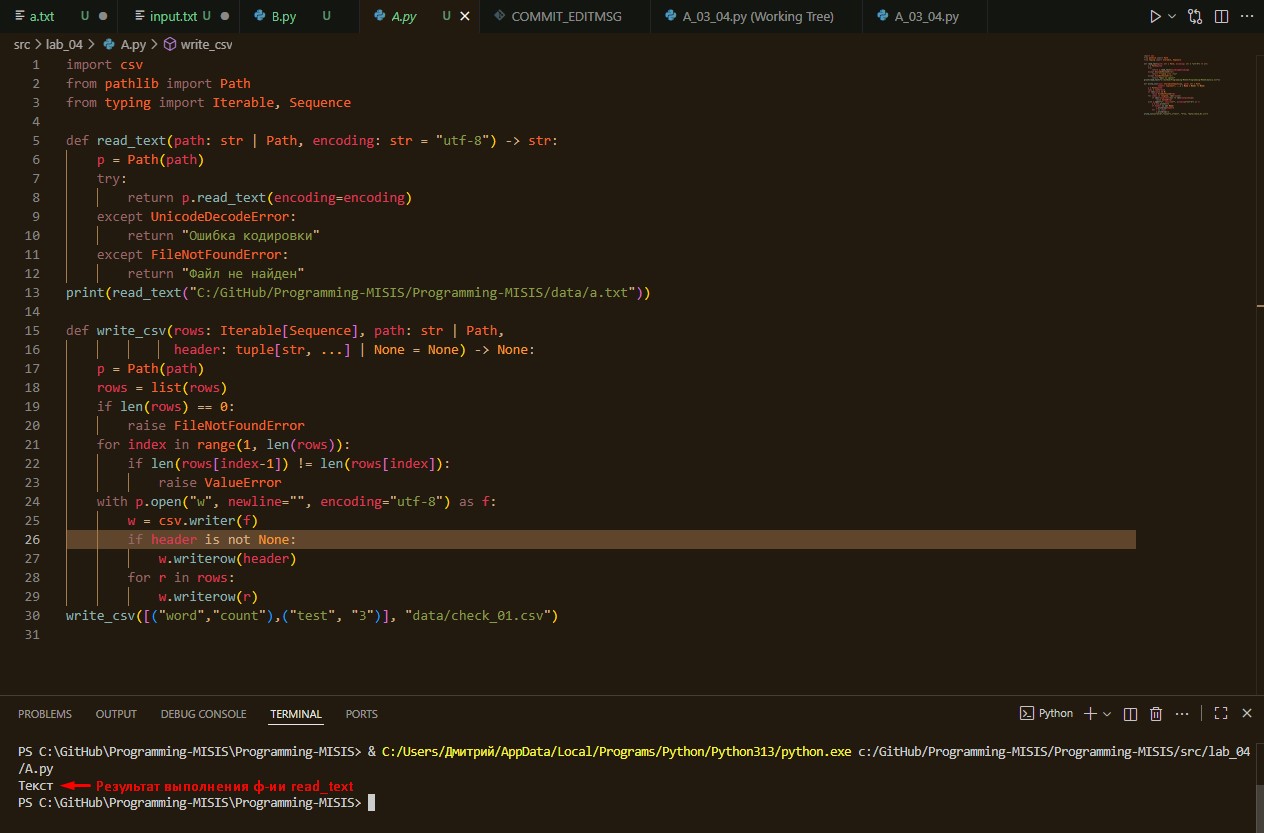 a.txt U input.txt U B.py U A.py U COMMIT_EDITMSG A_03_04.py (Working Tree) A_03_04.py
src > lab_04 > A.py > write_csv
1 import csv
2 from pathlib import Path
3 from typing import Iterable, Sequence
4
5 def read_text(path: str | Path, encoding: str = "utf-8") -> str:
6     p = Path(path)
7     try:
8         return p.read_text(encoding=encoding)
9     except UnicodeDecodeError:
10         return "Ошибка кодировки"
11     except FileNotFoundError:
12         return "Файл не найден"
13 print(read_text("C:/GitHub/Programming-MISIS/Programming-MISIS/data/a.txt"))
14
15 def write_csv(rows: Iterable[Sequence], path: str | Path,
16               header: tuple[str, ...] | None = None) -> None:
17     p = Path(path)
18     rows = list(rows)
19     if len(rows) == 0:
20         raise FileNotFoundError
21     for index in range(1, len(rows)):
22         if len(rows[index-1]) != len(rows[index]):
23             raise ValueError
24     with p.open("w", newline="", encoding="utf-8") as f:
25         w = csv.writer(f)
26         if header is not None:
27             w.writerow(header)
28         for r in rows:
29             w.writerow(r)
30 write_csv([("word","count"),("test", "3")], "data/check_01.csv")
31
PROBLEMS OUTPUT DEBUG CONSOLE TERMINAL PORTS Python
PS C:\GitHub\Programming-MISIS\Programming-MISIS> & C:/Users/Дмитрий/AppData/Local/Programs/Python/Python313/python.exe c:/GitHub/Programming-MISIS/Programming-MISIS/src/lab_04
/A.py
Текст Результат выполнения ф-ии read_text
PS C:\GitHub\Programming-MISIS\Programming-MISIS>